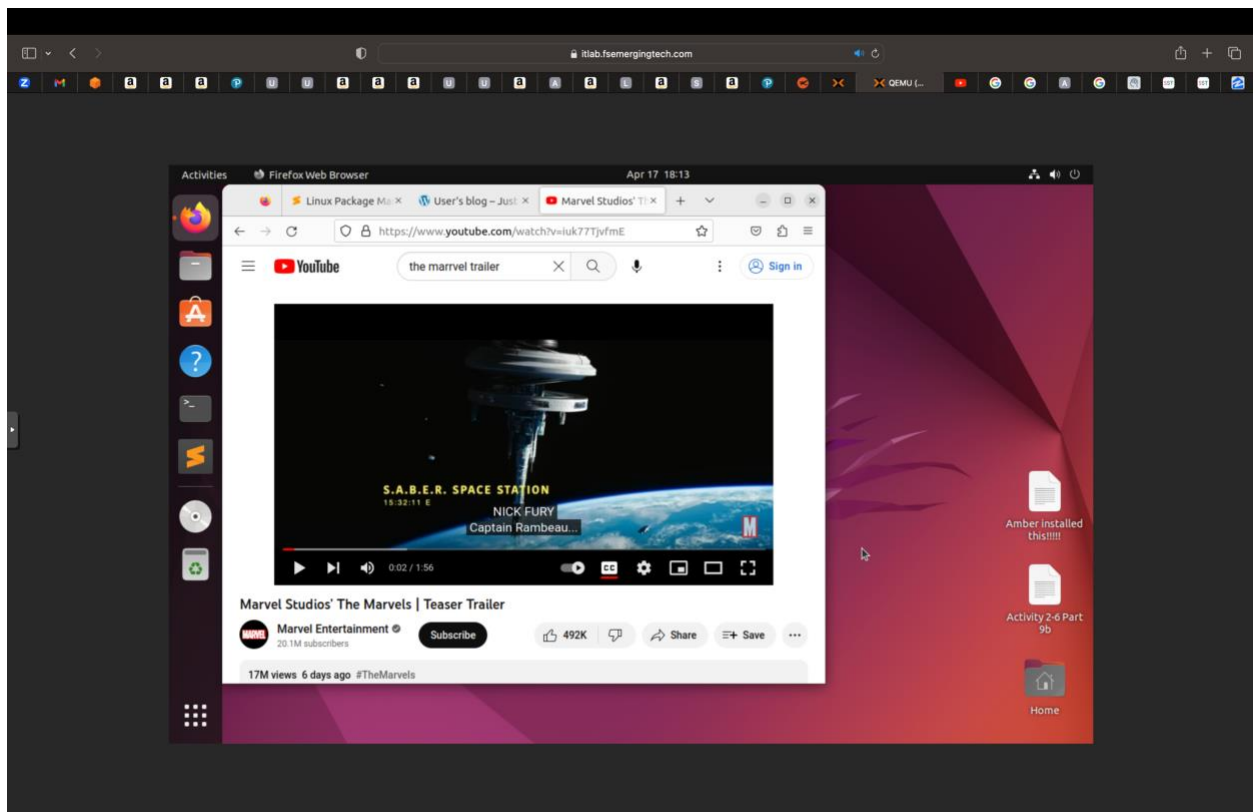 itlab.fsemergingtech.com
QEMU (...
Activities Firefox Web Browser Apr 17 18:13
Linux Package Ma × User's blog – Just × Marvel Studios' Th ×
https://www.youtube.com/watch?v=iuk77TjvfmE
YouTube the marrvel trailer Sign in
S.A.B.E.R. SPACE STATION
15:32:11 E
NICK FURY
Captain Rambeau...
M
0:02 / 1:56 CC
Marvel Studios' The Marvels | Teaser Trailer
MARVEL Marvel Entertainment
20.1M subscribers
Subscribe 492K Share Save
17M views 6 days ago #TheMarvels
Amber installed
this!!!!!
Activity 2-6 Part
9b
Home